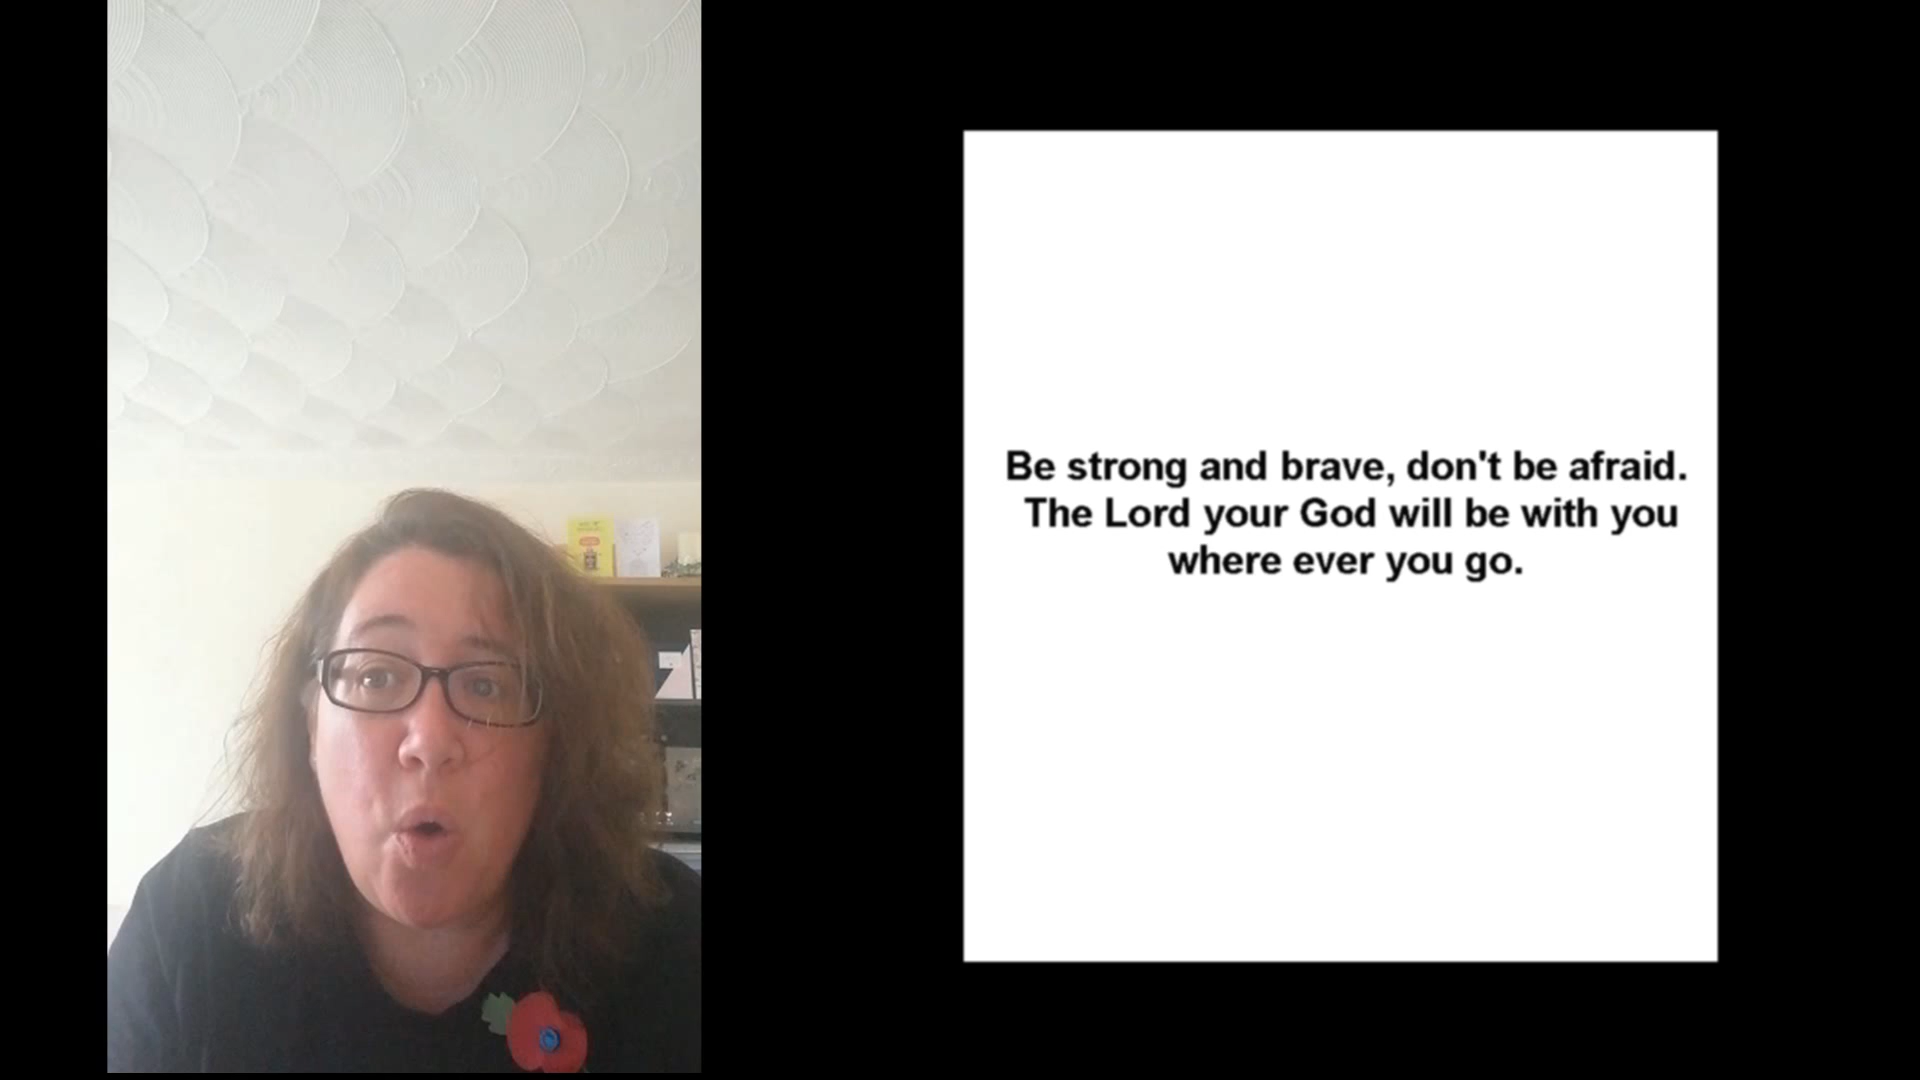 Be strong and brave, don't be afraid.
The Lord your God will be with you
where ever you go.